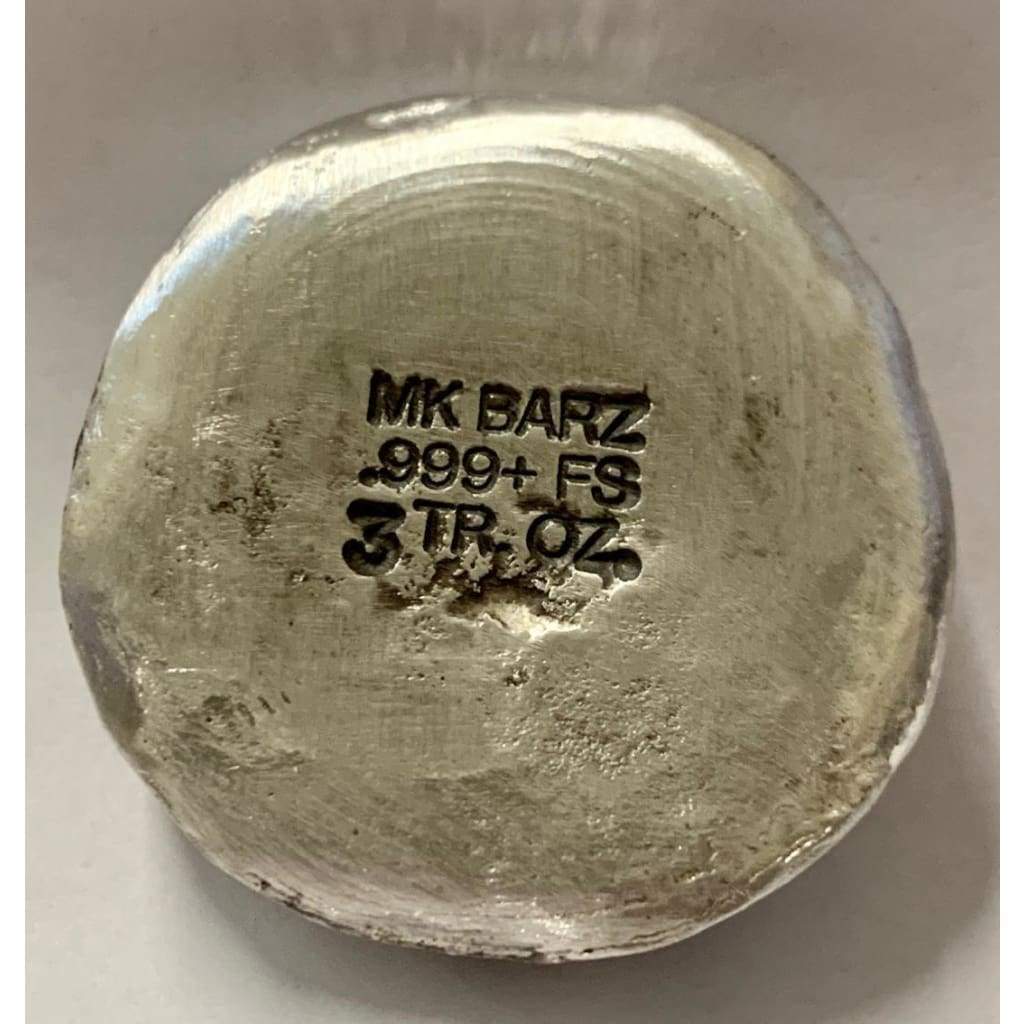 MK BARZ
.999+ FS
3 TR. OZ.